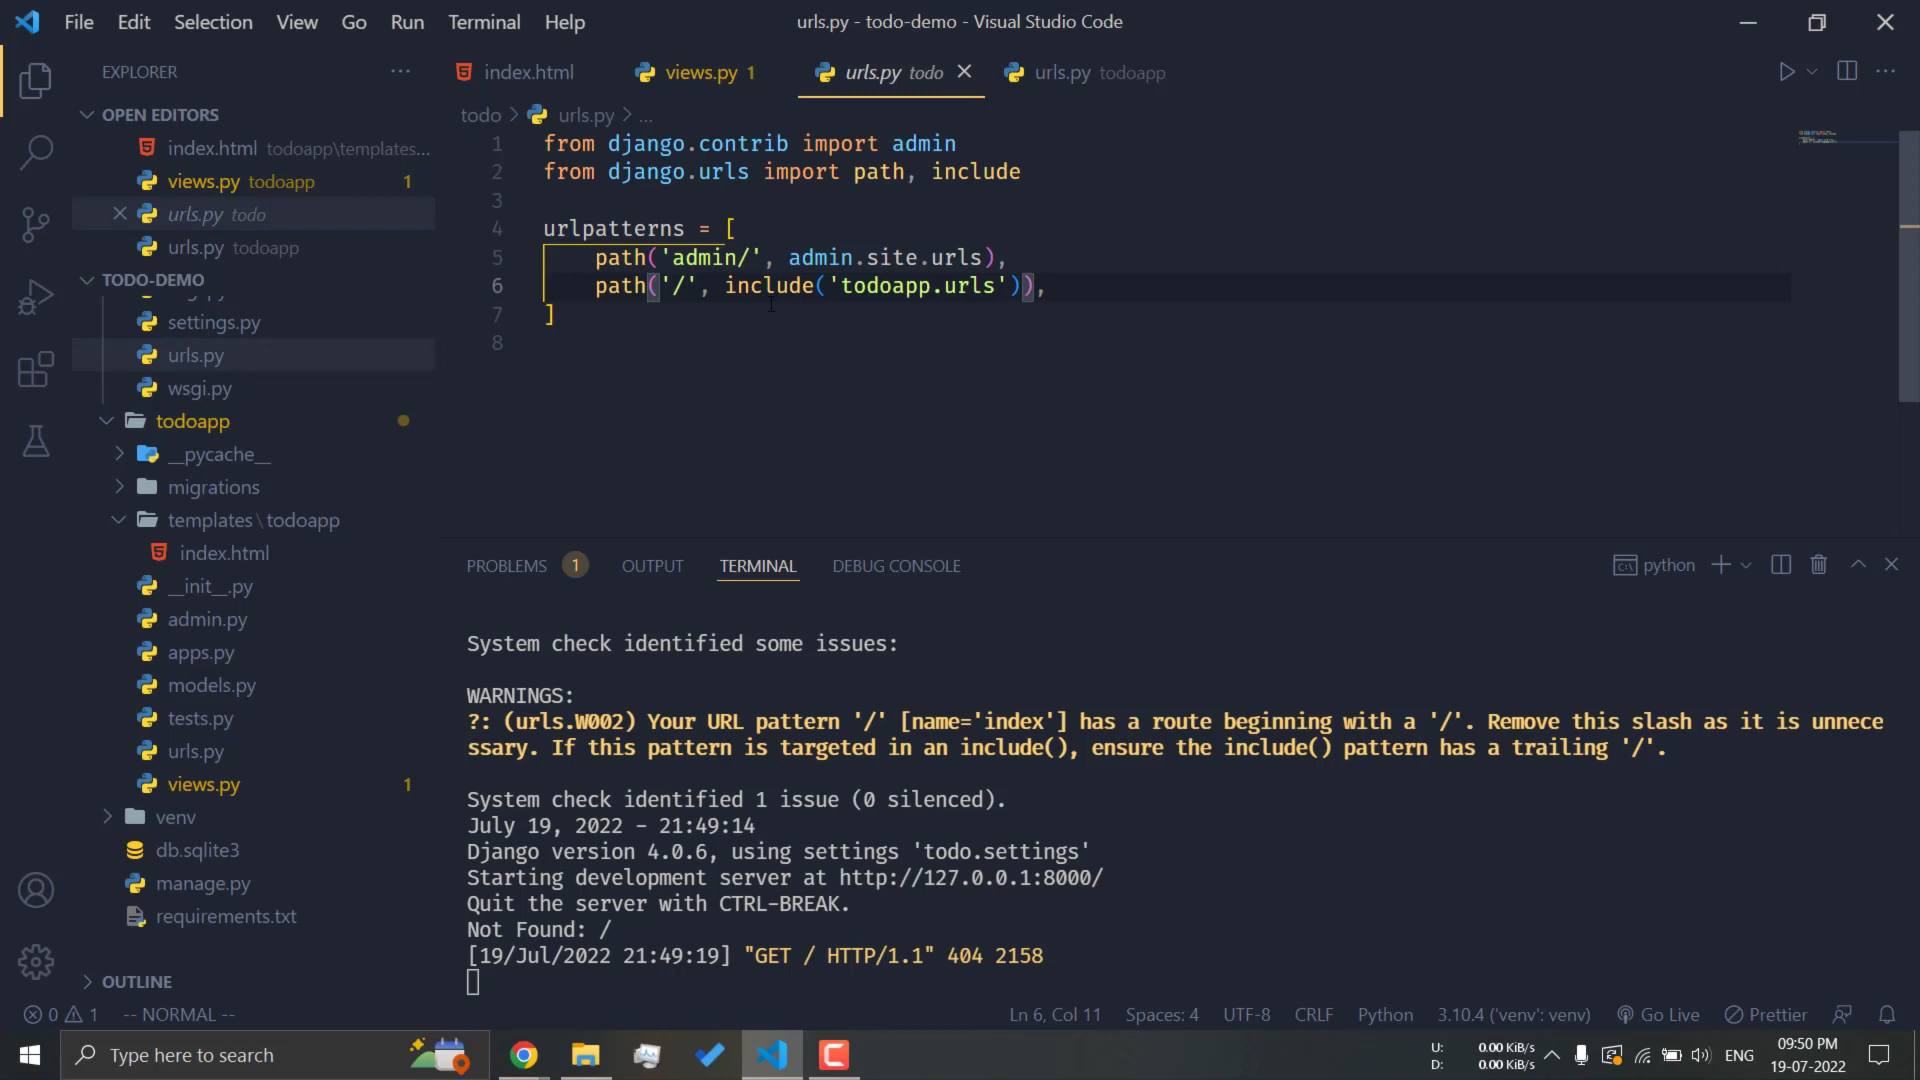 File Edit Selection View Go Run Terminal Help
urls.py - todo-demo - Visual Studio Code
EXPLORER
OPEN EDITORS
index.html todoapp\templates...
views.py todoapp 1
urls.py todo
urls.py todoapp
TODO-DEMO
settings.py
urls.py
wsgi.py
todoapp
__pycache__
migrations
templates \ todoapp
index.html
__init__.py
admin.py
apps.py
models.py
tests.py
urls.py
views.py 1
venv
db.sqlite3
manage.py
requirements.txt
OUTLINE
index.html views.py 1 urls.py todo urls.py todoapp
todo > urls.py > ...
1 from django.contrib import admin
2 from django.urls import path, include
3
4 urlpatterns = [
5 path('admin/', admin.site.urls),
6 path('/', include('todoapp.urls')),
7 ]
8
PROBLEMS 1 OUTPUT TERMINAL DEBUG CONSOLE
python
System check identified some issues:
WARNINGS:
?: (urls.W002) Your URL pattern '/' [name='index'] has a route beginning with a '/'. Remove this slash as it is unnece
ssary. If this pattern is targeted in an include(), ensure the include() pattern has a trailing '/'.
System check identified 1 issue (0 silenced).
July 19, 2022 - 21:49:14
Django version 4.0.6, using settings 'todo.settings'
Starting development server at http://127.0.0.1:8000/
Quit the server with CTRL-BREAK.
Not Found: /
[19/Jul/2022 21:49:19] "GET / HTTP/1.1" 404 2158
0 1 -- NORMAL -- Ln 6, Col 11 Spaces: 4 UTF-8 CRLF Python 3.10.4 ('venv': venv) Go Live Prettier
Type here to search
U: 0.00 KiB/s
D: 0.00 KiB/s
ENG
09:50 PM
19-07-2022